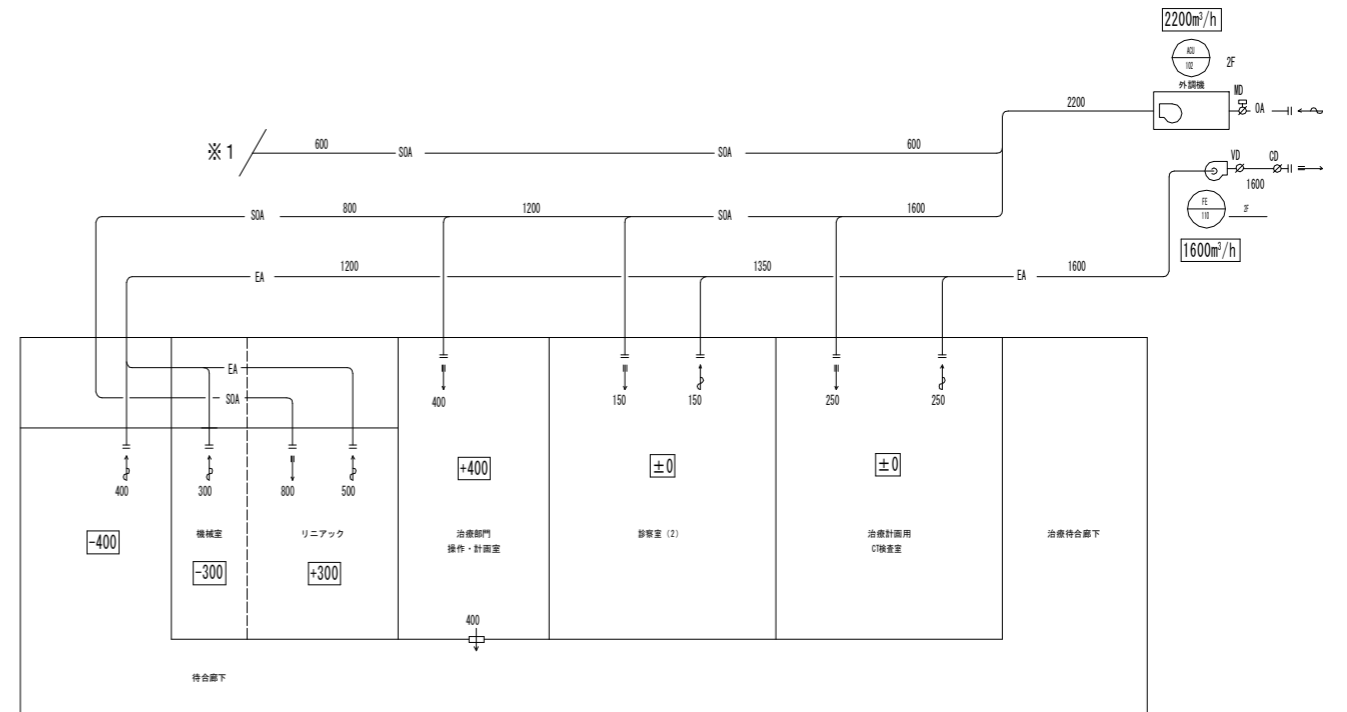 2200m³/h
ACU
102
2F
外調機
MD
OA
2200
※1
600
SOA
SOA
600
VD
CD
1600
FE
110
2F
1600m³/h
SOA
800
1200
SOA
1600
EA
1200
1350
EA
1600
EA
SOA
400
150
150
250
250
400
300
800
500
+400
±0
±0
-400
機械室
リニアック
治療部門
操作・計画室
診察室(2)
治療計画用
CT検査室
治療待合廊下
-300
+300
400
待合廊下